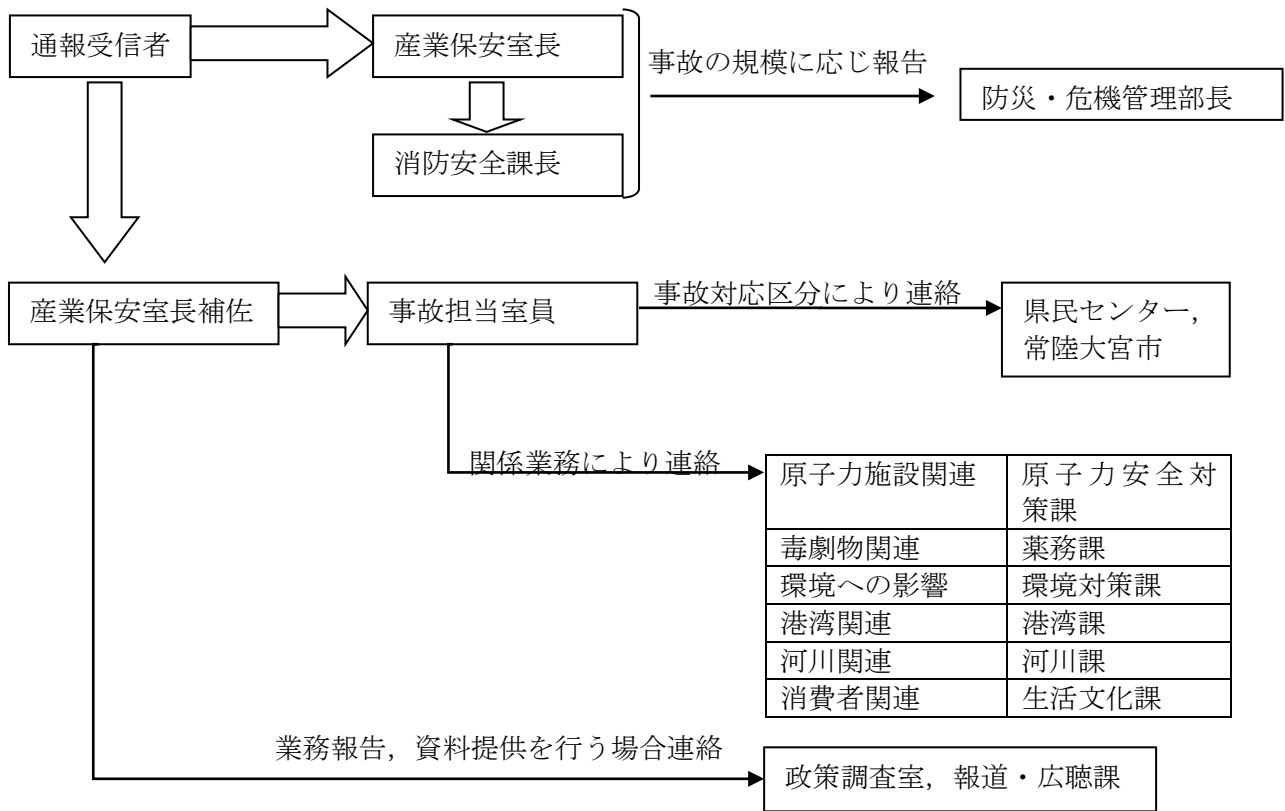 通報受信者
産業保安室長
事故の規模に応じ報告
防災・危機管理部長
消防安全課長
産業保安室長補佐
事故担当室員
事故対応区分により連絡
県民センター，
常陸大宮市
関係業務により連絡
原子力施設関連 原子力安全対
策課
毒劇物関連 薬務課
環境への影響 環境対策課
港湾関連 港湾課
河川関連 河川課
消費者関連 生活文化課
業務報告，資料提供を行う場合連絡
政策調査室，報道・広聴課